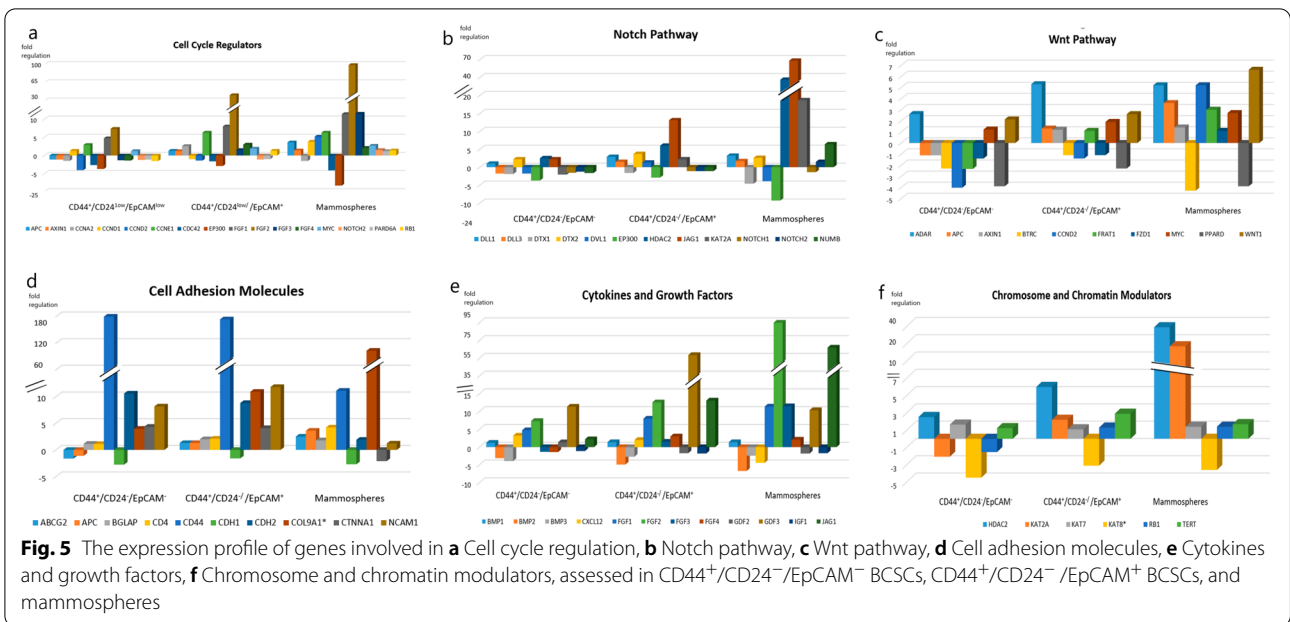 a
fold
regulation
Cell Cycle Regulators
100
65
30
10
5
0
-5
-25
CD44+/CD24low/EpCAMlow
CD44+/CD24low/ /EpCAM+
Mammospheres
APC AXIN1 CCNA2 CCND1 CCND2 CCNE1 CDC42 EP300 FGF1 FGF2 FGF3 FGF4 MYC NOTCH2 PARD6A RB1
b
fold
regulation
Notch Pathway
70
40
20
15
10
5
0
-5
-10
-24
CD44+/CD24-/EpCAM-
CD44+/CD24-/ /EpCAM+
Mammospheres
DLL1 DLL3 DTX1 DTX2 DVL1 EP300 HDAC2 JAG1 KAT2A NOTCH1 NOTCH2 NUMB
c
fold
regulation
Wnt Pathway
7
6
5
4
3
2
1
0
-1
-2
-3
-4
-5
CD44+/CD24-/EpCAM-
CD44+/CD24-/ /EpCAM+
Mammospheres
ADAR APC AXIN1 BTRC CCND2 FRAT1 FZD1 MYC PPARD WNT1
d
fold
regulation
Cell Adhesion Molecules
180
120
60
10
5
0
-5
CD44+/CD24-/EpCAM-
CD44+/CD24-/ /EpCAM+
Mammospheres
ABCG2 APC BGLAP CD4 CD44 CDH1 CDH2 COL9A1* CTNNA1 NCAM1
e
fold
regulation
Cytokines and Growth Factors
95
75
55
35
15
10
5
0
-5
-10
CD44+/CD24-/EpCAM-
CD44+/CD24-/ /EpCAM+
Mammospheres
BMP1 BMP2 BMP3 CXCL12 FGF1 FGF2 FGF3 FGF4 GDF2 GDF3 IGF1 JAG1
f
fold
regulation
Chromosome and Chromatin Modulators
40
20
10
7
5
3
1
-1
-3
-5
CD44+/CD24-/EpCAM-
CD44+/CD24-/ /EpCAM+
Mammospheres
HDAC2 KAT2A KAT7 KAT8* RB1 TERT
Fig. 5 The expression profile of genes involved in a Cell cycle regulation, b Notch pathway, c Wnt pathway, d Cell adhesion molecules, e Cytokines
and growth factors, f Chromosome and chromatin modulators, assessed in CD44+/CD24−/EpCAM− BCSCs, CD44+/CD24− /EpCAM+ BCSCs, and
mammospheres